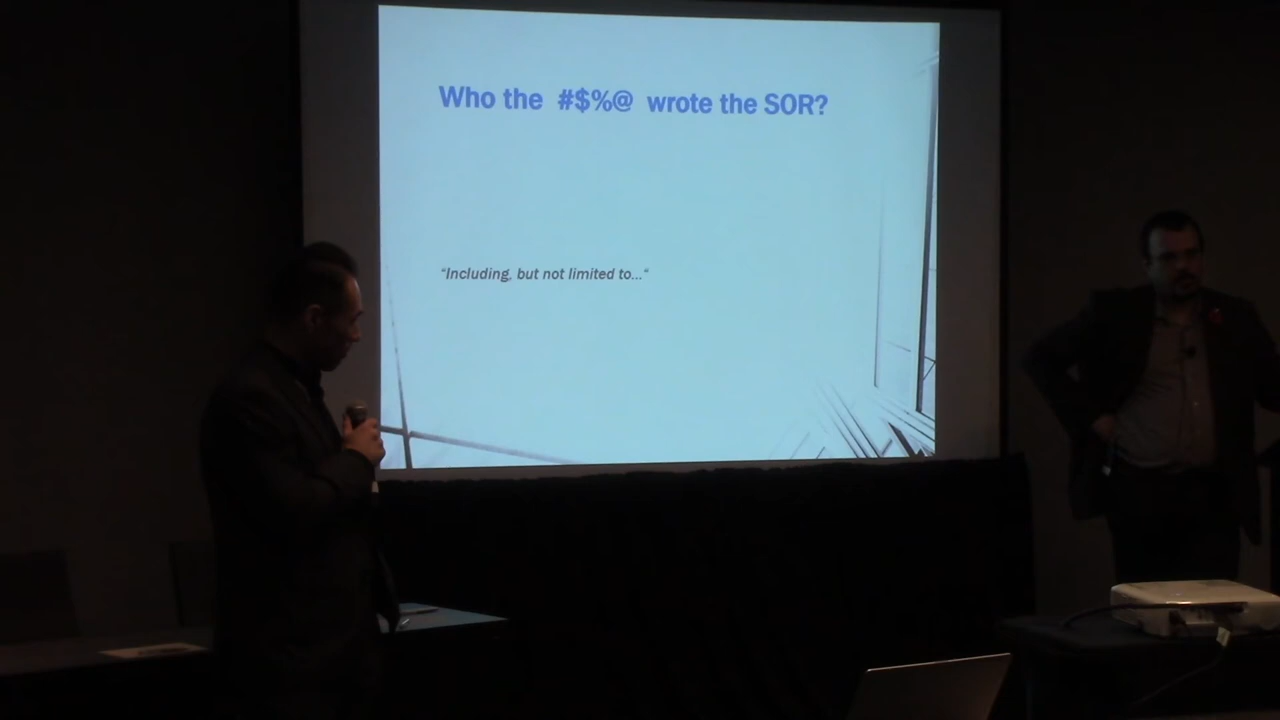 Who the #$%@ wrote the SOR?
"Including, but not limited to..."